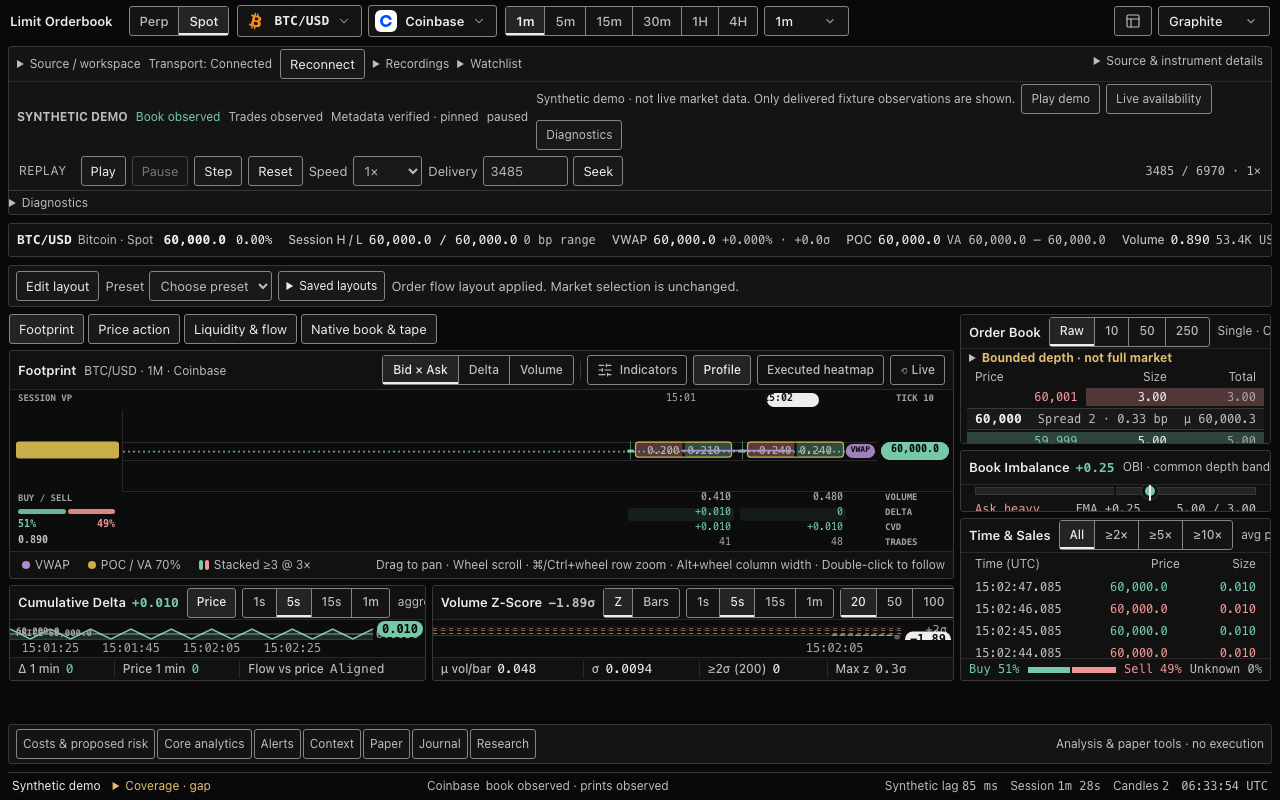 Limit Orderbook Perp Spot BTC/USD Coinbase 1m 5m 15m 30m 1H 4H 1m Graphite
Source / workspace Transport: Connected Reconnect Recordings Watchlist Source & instrument details
Synthetic demo · not live market data. Only delivered fixture observations are shown. Play demo Live availability
SYNTHETIC DEMO Book observed Trades observed Metadata verified · pinned paused
Diagnostics
REPLAY Play Pause Step Reset Speed 1× Delivery 3485 Seek 3485 / 6970 · 1×
Diagnostics
BTC/USD Bitcoin · Spot 60,000.0 0.00% Session H / L 60,000.0 / 60,000.0 0 bp range VWAP 60,000.0 +0.000% · +0.0σ POC 60,000.0 VA 60,000.0 – 60,000.0 Volume 0.890 53.4K US
Edit layout Preset Choose preset Saved layouts Order flow layout applied. Market selection is unchanged.
Footprint Price action Liquidity & flow Native book & tape
Footprint BTC/USD · 1M · Coinbase Bid × Ask Delta Volume Indicators Profile Executed heatmap Live
SESSION VP 15:01 5:02 TICK 10
0.200 0.210 0.240 0.240 VWAP 60,000.0
BUY / SELL 0.410 0.480 VOLUME
+0.010 0 DELTA
51% 49% +0.010 +0.010 CVD
0.890 41 48 TRADES
VWAP POC / VA 70% Stacked ≥3 @ 3× Drag to pan · Wheel scroll · ⌘/Ctrl+wheel row zoom · Alt+wheel column width · Double-click to follow
Order Book Raw 10 50 250 Single · C
Bounded depth · not full market
Price Size Total
60,001 3.00 3.00
60,000 Spread 2 · 0.33 bp μ 60,000.3
59,999 5.00 5.00
Book Imbalance +0.25 OBI · common depth band
Ask heavy EMA +0.25 5.00 / 3.00
Time & Sales All ≥2× ≥5× ≥10× avg p
Time (UTC) Price Size
15:02:47.085 60,000.0 0.010
15:02:46.085 60,000.0 0.010
15:02:45.085 60,000.0 0.010
15:02:44.085 60,000.0 0.010
Buy 51% Sell 49% Unknown 0%
Cumulative Delta +0.010 Price 1s 5s 15s 1m aggr
0.010
15:01:25 15:01:45 15:02:05 15:02:25
Δ 1 min 0 Price 1 min 0 Flow vs price Aligned
Volume Z-Score −1.89σ Z Bars 1s 5s 15s 1m 20 50 100
+2σ
-1.89
15:02:05
μ vol/bar 0.048 σ 0.0094 ≥2σ (200) 0 Max z 0.3σ
Costs & proposed risk Core analytics Alerts Context Paper Journal Research Analysis & paper tools · no execution
Synthetic demo Coverage · gap Coinbase book observed · prints observed Synthetic lag 85 ms Session 1m 28s Candles 2 06:33:54 UTC